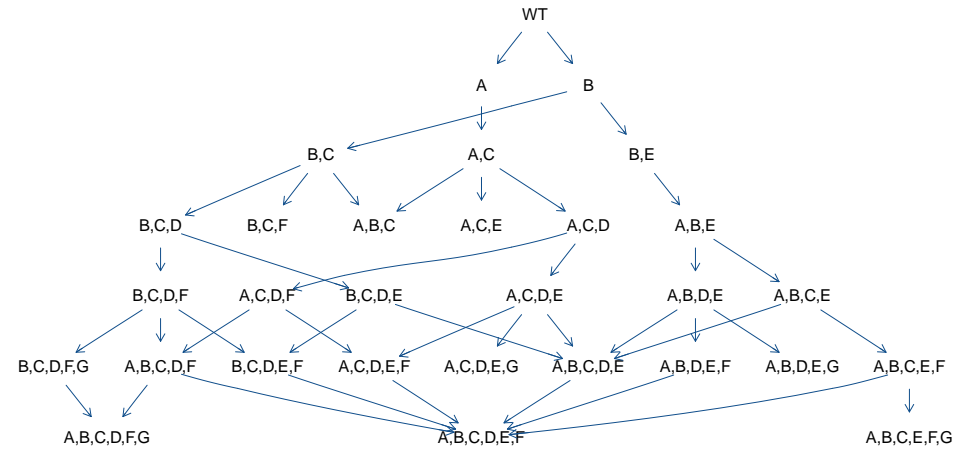 WT
A B
B,C A,C B,E
B,C,D B,C,F A,B,C A,C,E A,C,D A,B,E
B,C,D,F A,C,D,F B,C,D,E A,C,D,E A,B,D,E A,B,C,E
B,C,D,F,G A,B,C,D,F B,C,D,E,F A,C,D,E,F A,C,D,E,G A,B,C,D,E A,B,D,E,F A,B,D,E,G A,B,C,E,F
A,B,C,D,F,G A,B,C,D,E,F A,B,C,E,F,G